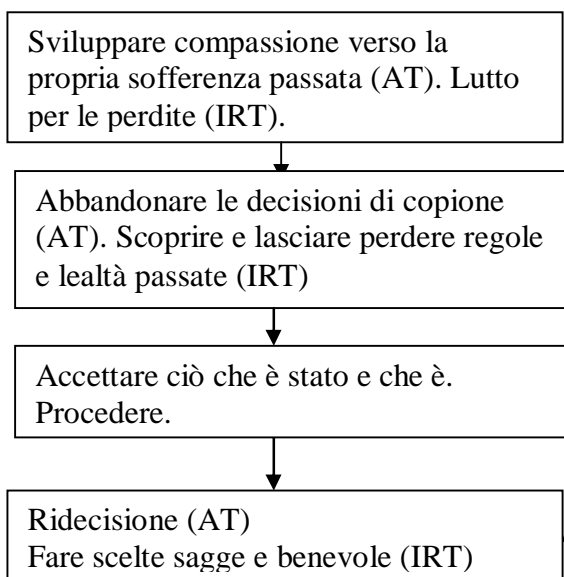 Sviluppare compassione verso la
propria sofferenza passata (AT). Lutto
per le perdite (IRT).
Abbandonare le decisioni di copione
(AT). Scoprire e lasciare perdere regole
e lealtà passate (IRT)
Accettare ciò che è stato e che è.
Procedere.
Ridecisione (AT)
Fare scelte sagge e benevole (IRT)